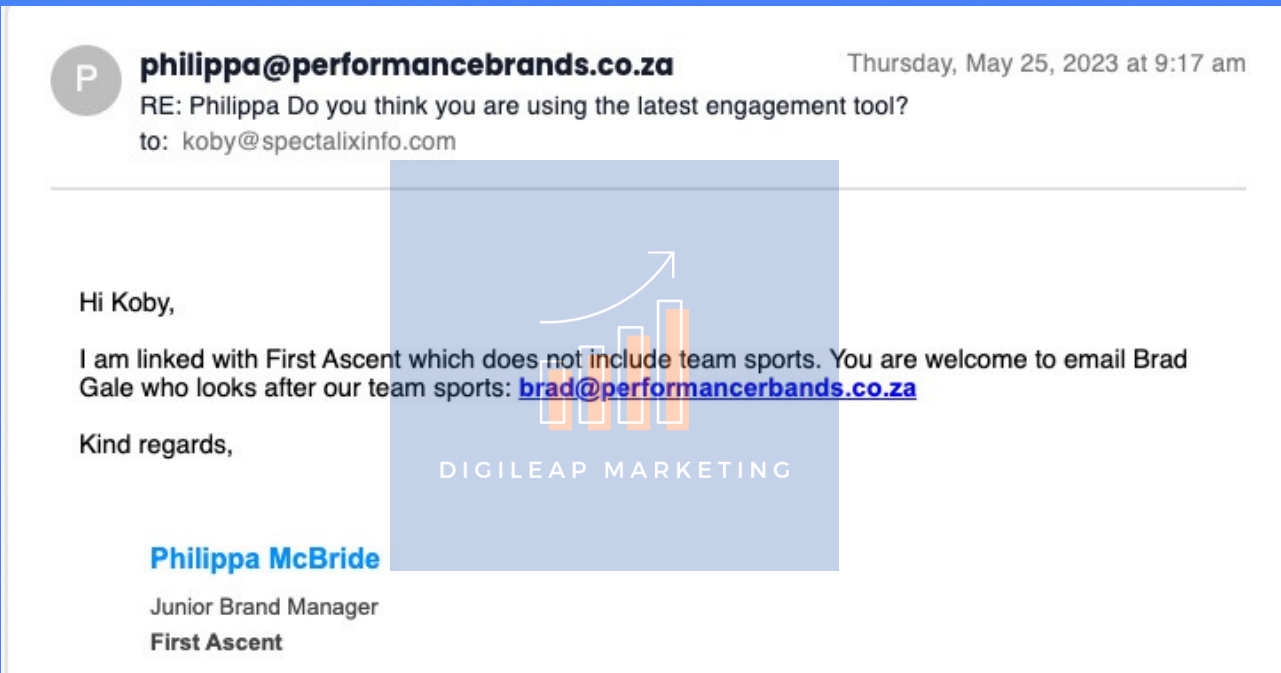 P
philippa@performancebrands.co.za
Thursday, May 25, 2023 at 9:17 am
RE: Philippa Do you think you are using the latest engagement tool?
to: koby@spectalixinfo.com
Hi Koby,
I am linked with First Ascent which does not include team sports. You are welcome to email Brad
Gale who looks after our team sports: brad@performancerbands.co.za
Kind regards,
DIGILEAP MARKETING
Philippa McBride
Junior Brand Manager
First Ascent